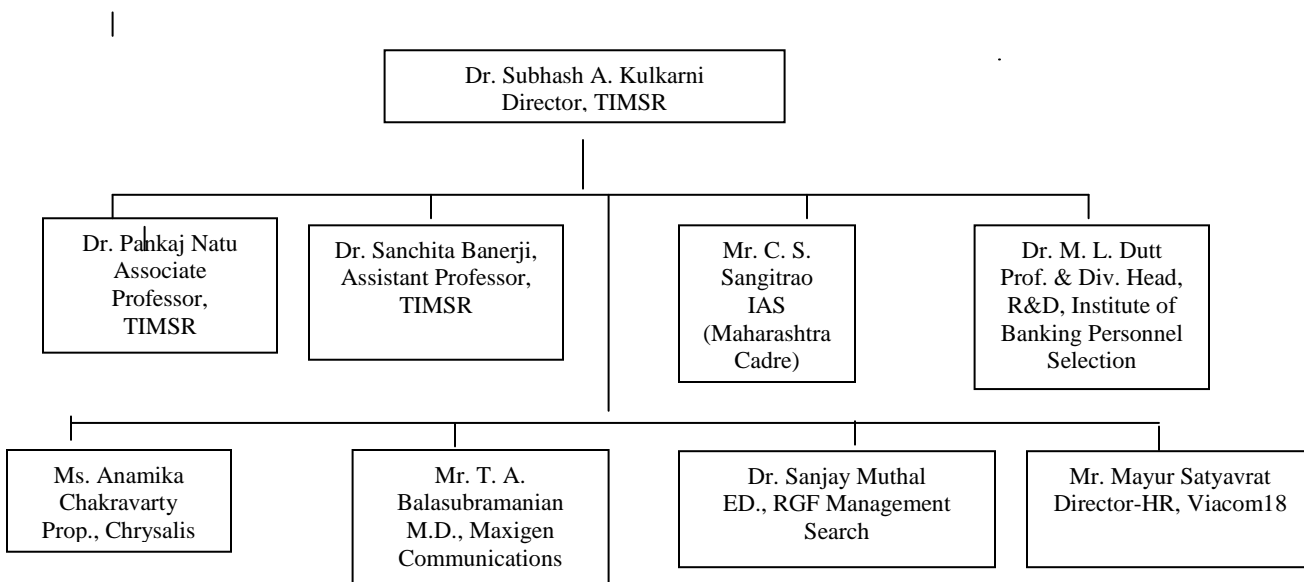 Dr. Subhash A. Kulkarni
Director, TIMSR
Dr. Pankaj Natu
Associate
Professor,
TIMSR
Dr. Sanchita Banerji,
Assistant Professor,
TIMSR
Mr. C. S.
Sangitrao
IAS
(Maharashtra
Cadre)
Dr. M. L. Dutt
Prof. & Div. Head,
R&D, Institute of
Banking Personnel
Selection
Ms. Anamika
Chakravarty
Prop., Chrysalis
Mr. T. A.
Balasubramanian
M.D., Maxigen
Communications
Dr. Sanjay Muthal
ED., RGF Management
Search
Mr. Mayur Satyavrat
Director-HR, Viacom18